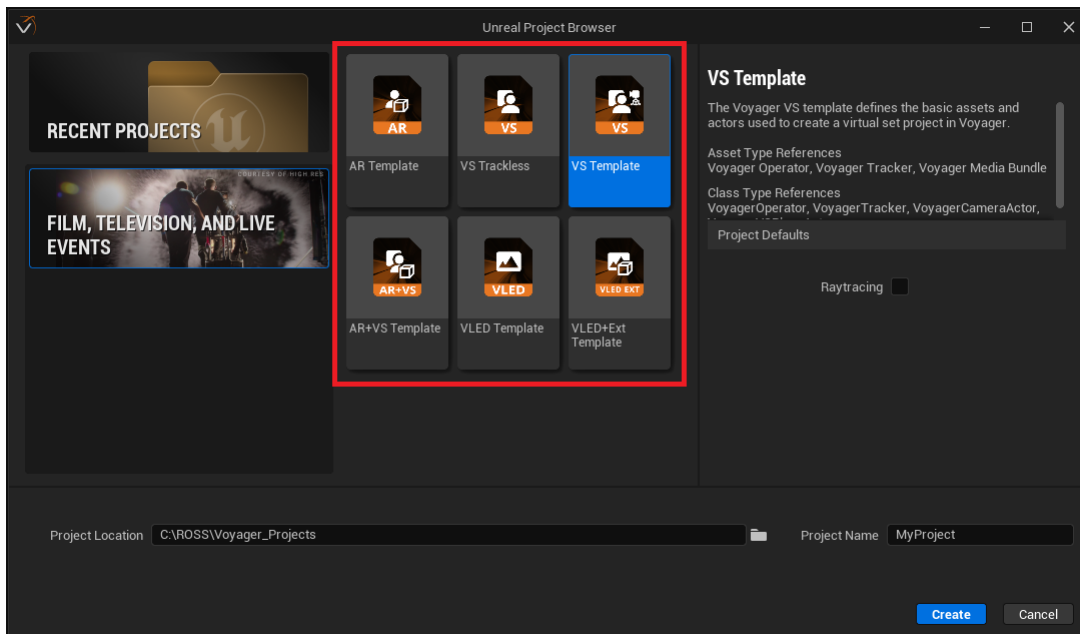 Unreal Project Browser
RECENT PROJECTS
COURTESY OF HIGH RES
FILM, TELEVISION, AND LIVE
EVENTS
AR
AR Template
VS
VS Trackless
VS
VS Template
AR+VS
AR+VS Template
VLED
VLED Template
VLED EXT
VLED+Ext
Template
VS Template
The Voyager VS template defines the basic assets and
actors used to create a virtual set project in Voyager.
Asset Type References
Voyager Operator, Voyager Tracker, Voyager Media Bundle
Class Type References
VoyagerOperator, VoyagerTracker, VoyagerCameraActor,
Project Defaults
Raytracing
Project Location
C:\ROSS\Voyager_Projects
Project Name
MyProject
Create
Cancel